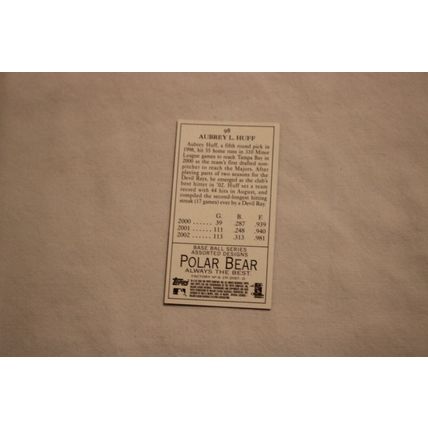 98
AUBREY L. HUFF
Aubrey Huff, a fifth round pick in
1998, hit 35 home runs in 310 Minor
League games to reach Tampa Bay in
2000 as the team's first drafted non-
pitcher to reach the Majors. After
playing parts of two seasons for the
Devil Rays, he emerged as the club's
best hitter in '02. Huff set a team
record with 44 hits in August, and
compiled the second-longest hitting
streak (17 games) ever by a Devil Ray.
G. B. F.
2000 ...... 39 .287 .939
2001 ...... 111 .248 .940
2002 ...... 113 .313 .981
BASE BALL SERIES
ASSORTED DESIGNS
POLAR BEAR
ALWAYS THE BEST.
Topps